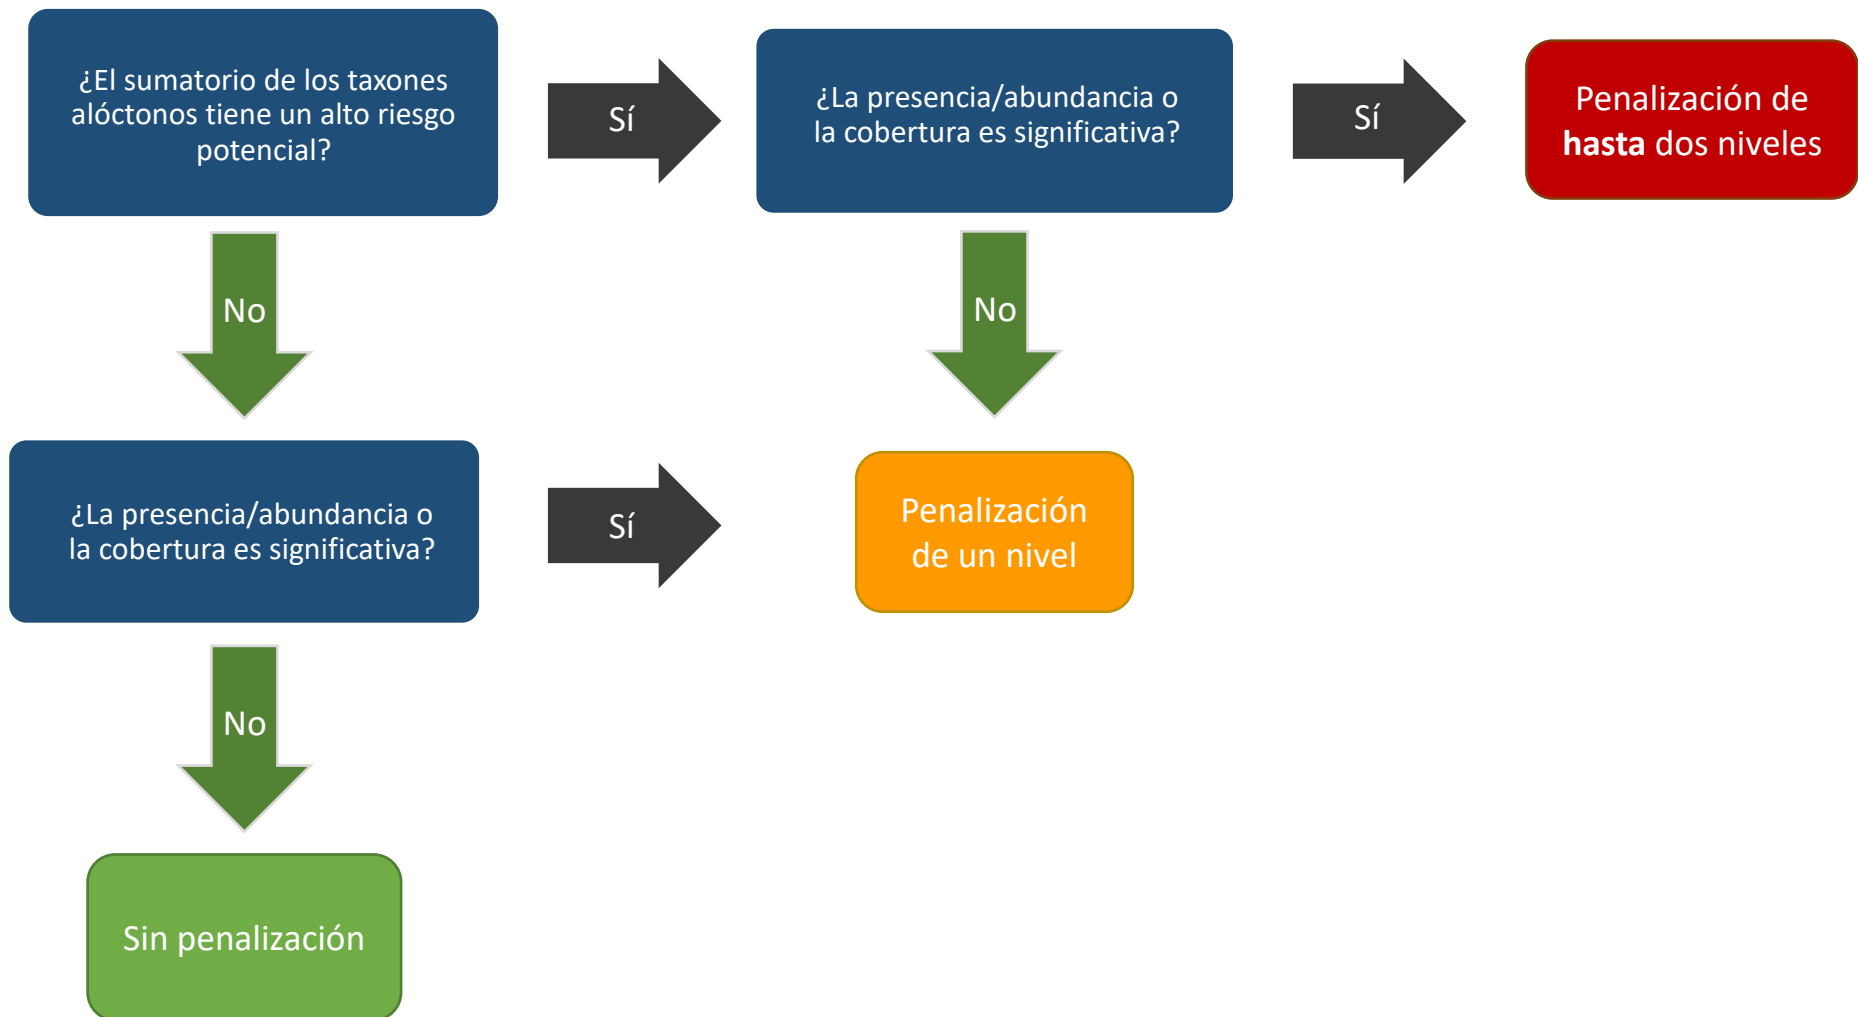 ¿El sumatorio de los taxones
alóctonos tiene un alto riesgo
potencial?
Sí
¿La presencia/abundancia o
la cobertura es significativa?
Sí
Penalización de
hasta dos niveles
No
No
¿La presencia/abundancia o
la cobertura es significativa?
Sí
Penalización
de un nivel
No
Sin penalización